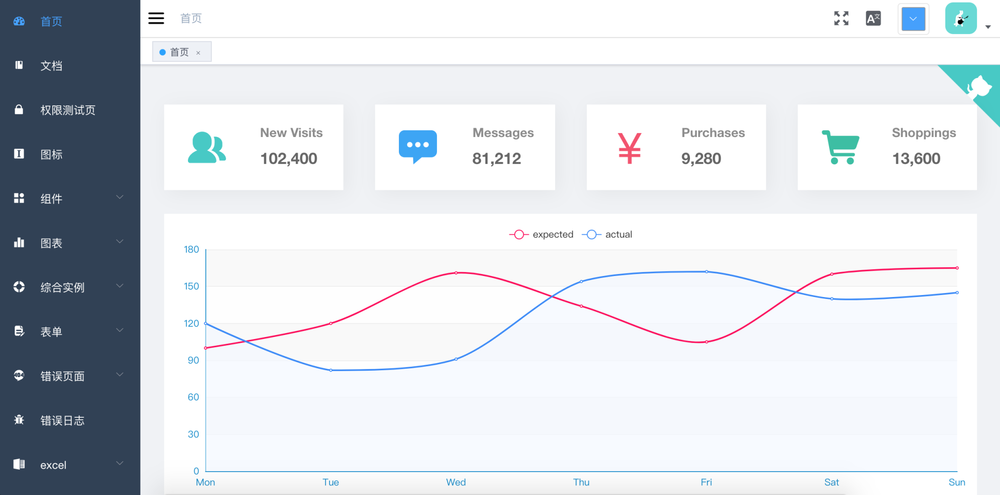 首页
文档
权限测试页
图标
组件
图表
综合实例
表单
404
错误页面
错误日志
excel
首页
A文
首页 ×
New Visits
102,400
Messages
81,212
¥
Purchases
9,280
Shoppings
13,600
expected actual
180
150
120
90
60
30
0
Mon Tue Wed Thu Fri Sat Sun